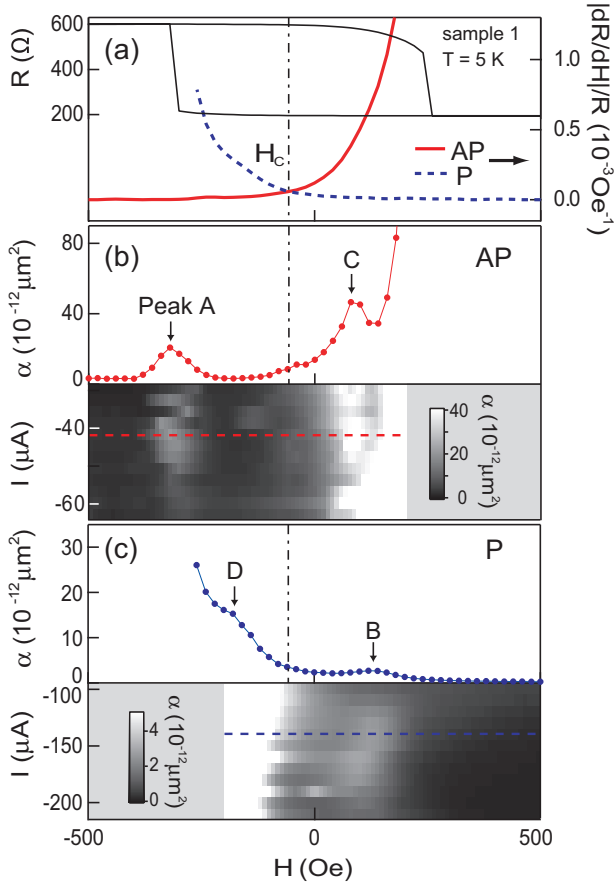 (a)
sample 1
T = 5 K
R (Ω)
600
400
200
H_C
AP
P
|dR/dH|/R (10⁻³Oe⁻¹)
1.0
0.5
0.0
(b)
AP
Peak A
C
α (10⁻¹²μm²)
80
40
0
I (μA)
-40
-60
α (10⁻¹²μm²)
40
20
0
(c)
P
D
B
α (10⁻¹²μm²)
30
20
10
0
I (μA)
-100
-150
-200
α (10⁻¹²μm²)
4
2
0
-500
0
500
H (Oe)